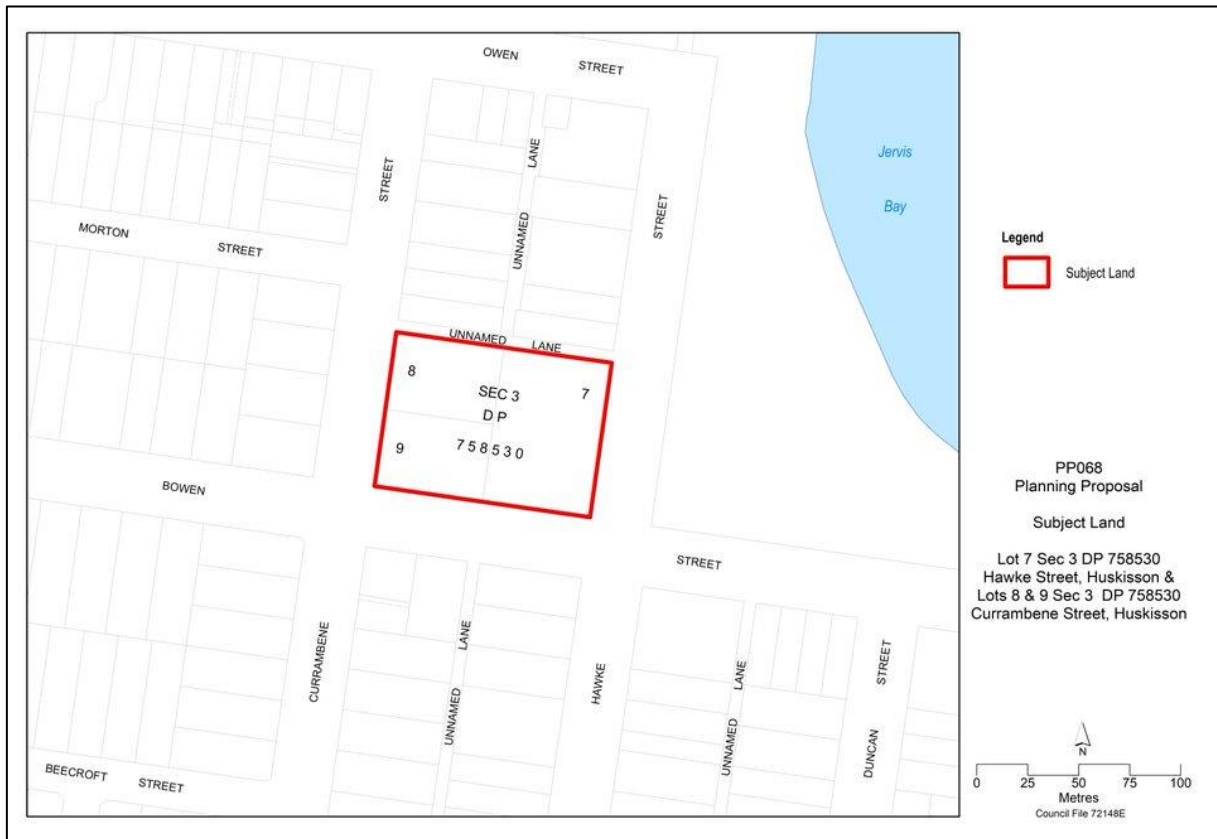 OWEN STREET
LANE
STREET
UNNAMED
STREET
MORTON STREET
UNNAMED LANE
8
SEC 3
7
D P
9
7 5 8 5 3 0
BOWEN STREET
CURRAMBENE
UNNAMED LANE
HAWKE
UNNAMED LANE
DUNCAN STREET
BEECROFT STREET
Jervis
Bay
Legend
Subject Land
PP068
Planning Proposal
Subject Land
Lot 7 Sec 3 DP 758530
Hawke Street, Huskisson &
Lots 8 & 9 Sec 3 DP 758530
Currambene Street, Huskisson
N
0 25 50 75 100
Metres
Council File 72148E